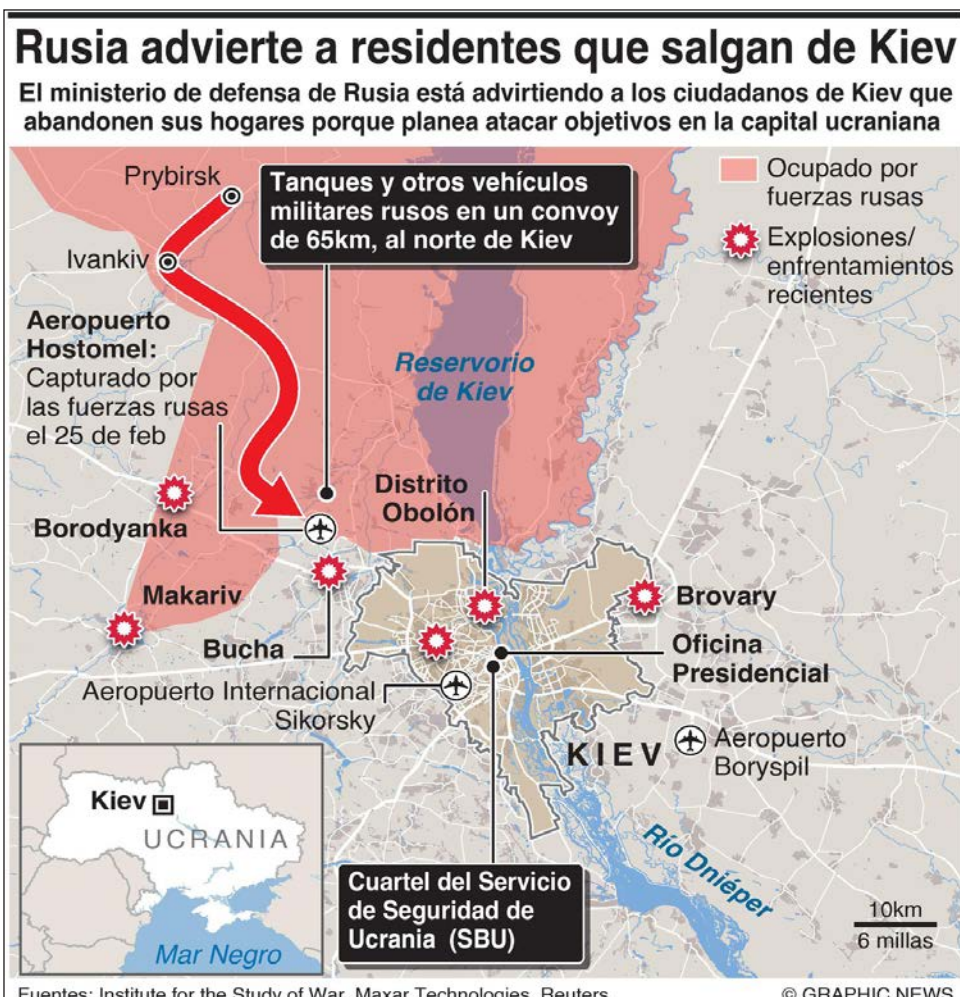 Rusia advierte a residentes que salgan de Kiev
El ministerio de defensa de Rusia está advirtiendo a los ciudadanos de Kiev que
abandonen sus hogares porque planea atacar objetivos en la capital ucraniana
Prybirsk
Ivankiv
Tanques y otros vehículos
militares rusos en un convoy
de 65km, al norte de Kiev
Ocupado por
fuerzas rusas
Explosiones/
enfrentamientos
recientes
Aeropuerto
Hostomel:
Capturado por
las fuerzas rusas
el 25 de feb
Reservorio
de Kiev
Distrito
Obolón
Borodyanka
Makariv
Bucha
Brovary
Oficina
Presidencial
Aeropuerto Internacional
Sikorsky
KIEV
Aeropuerto
Boryspil
Kiev
UCRANIA
Mar Negro
Cuartel del Servicio
de Seguridad de
Ucrania (SBU)
Río Dniéper
10km
6 millas
Fuentes: Institute for the Study of War, Maxar Technologies, Reuters
© GRAPHIC NEWS